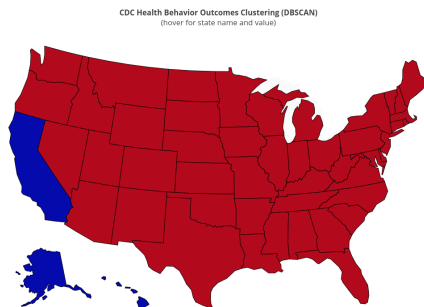 CDC Health Behavior Outcomes Clustering (DBSCAN)
(hover for state name and value)